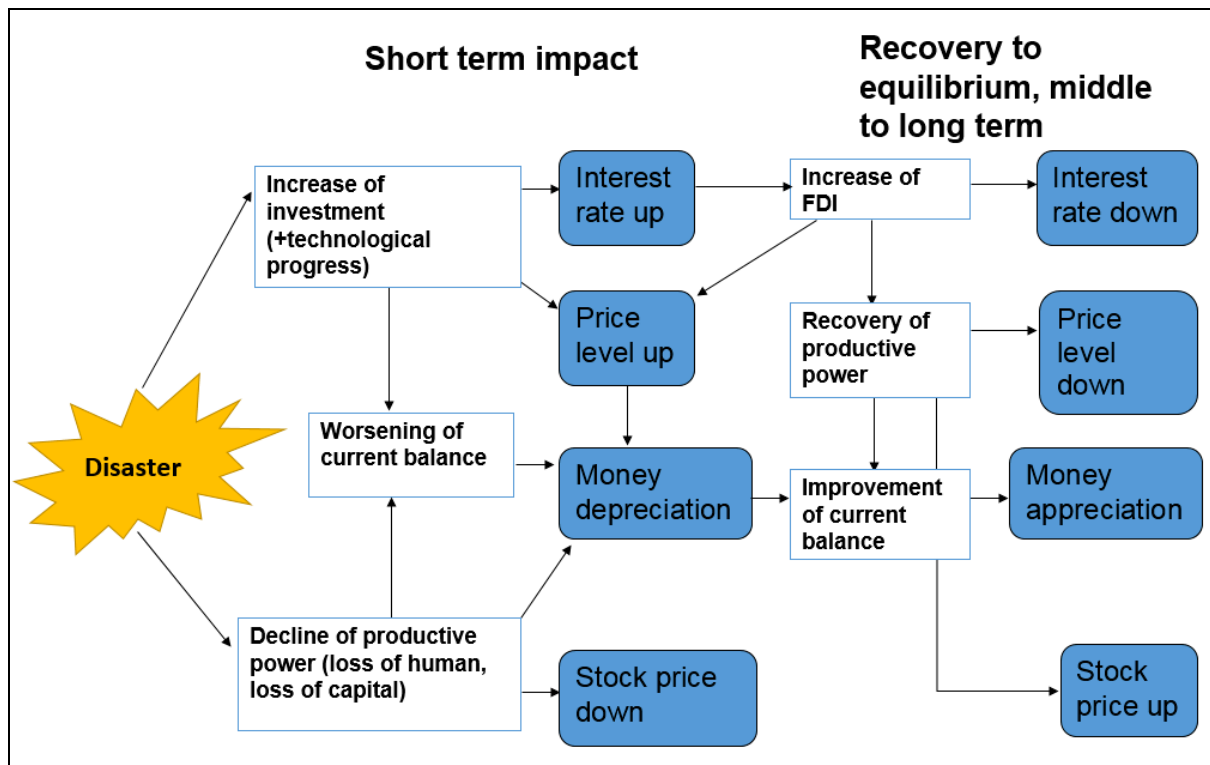 Short term impact
Recovery to
equilibrium, middle
to long term
Increase of
investment
(+technological
progress)
Interest
rate up
Increase of
FDI
Interest
rate down
Price
level up
Recovery of
productive
power
Price
level
down
Disaster
Worsening of
current balance
Money
depreciation
Improvement
of current
balance
Money
appreciation
Decline of productive
power (loss of human,
loss of capital)
Stock price
down
Stock
price up